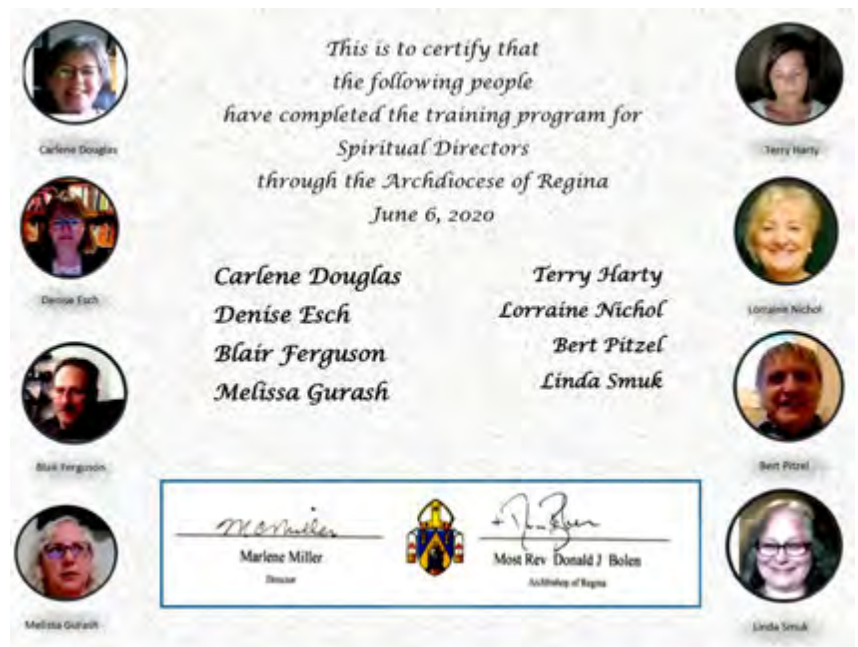 This is to certify that
the following people
have completed the training program for
Spiritual Directors
through the Archdiocese of Regina
June 6, 2020
Carlene Douglas
Denise Esch
Blair Ferguson
Melissa Gurash
Terry Harty
Lorraine Nichol
Bert Pitzel
Linda Smuk
Carlene Douglas
Denise Esch
Blair Ferguson
Melissa Gurash
Terry Harty
Lorraine Nichol
Bert Pitzel
Linda Smuk
MCMiller
Marlene Miller
Director
Most Rev Donald J Bolen
Archbishop of Regina